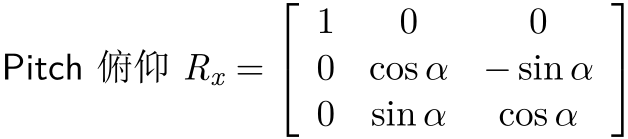 Pitch 俯仰 R_x = [ 1 0 0
0 cos α − sin α
0 sin α cos α ]